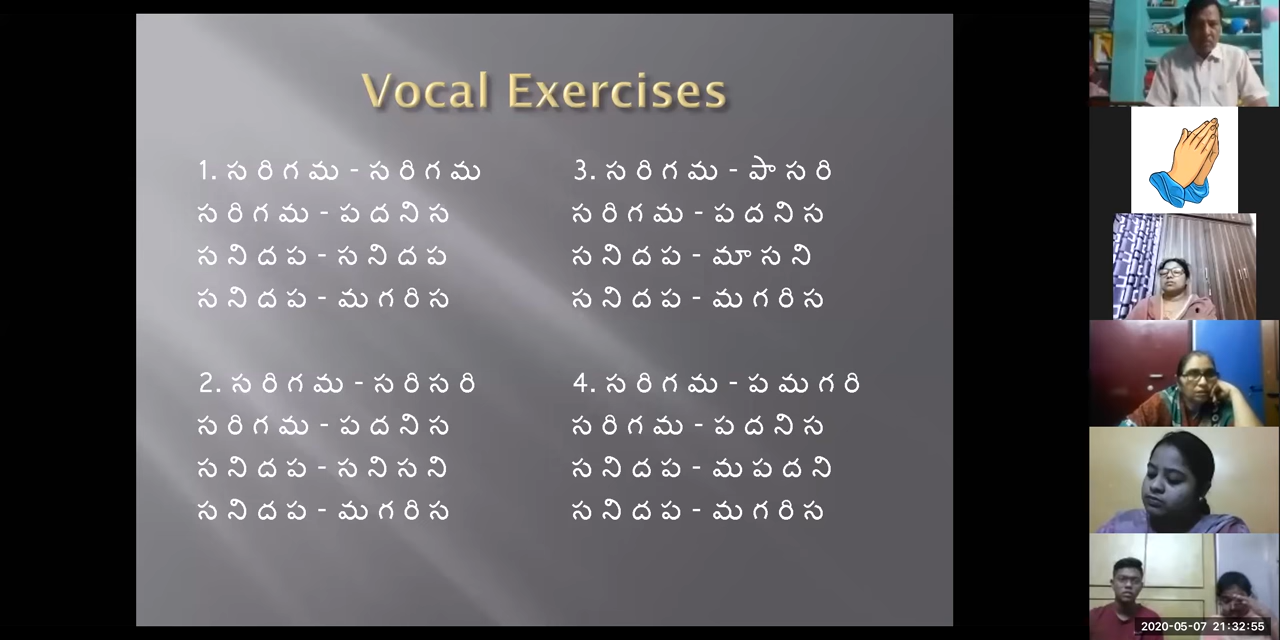 Vocal Exercises
1. స రి గ మ - స రి గ మ
స రి గ మ - ప ద ని స
స ని ద ప - స ని ద ప
స ని ద ప - మ గ రి స
2. స రి గ మ - స రి స రి
స రి గ మ - ప ద ని స
స ని ద ప - స ని స ని
స ని ద ప - మ గ రి స
3. స రి గ మ - పా స రి
స రి గ మ - ప ద ని స
స ని ద ప - మా స ని
స ని ద ప - మ గ రి స
4. స రి గ మ - ప మ గ రి
స రి గ మ - ప ద ని స
స ని ద ప - మ ప ద ని
స ని ద ప - మ గ రి స
2020-05-07 21:32:55